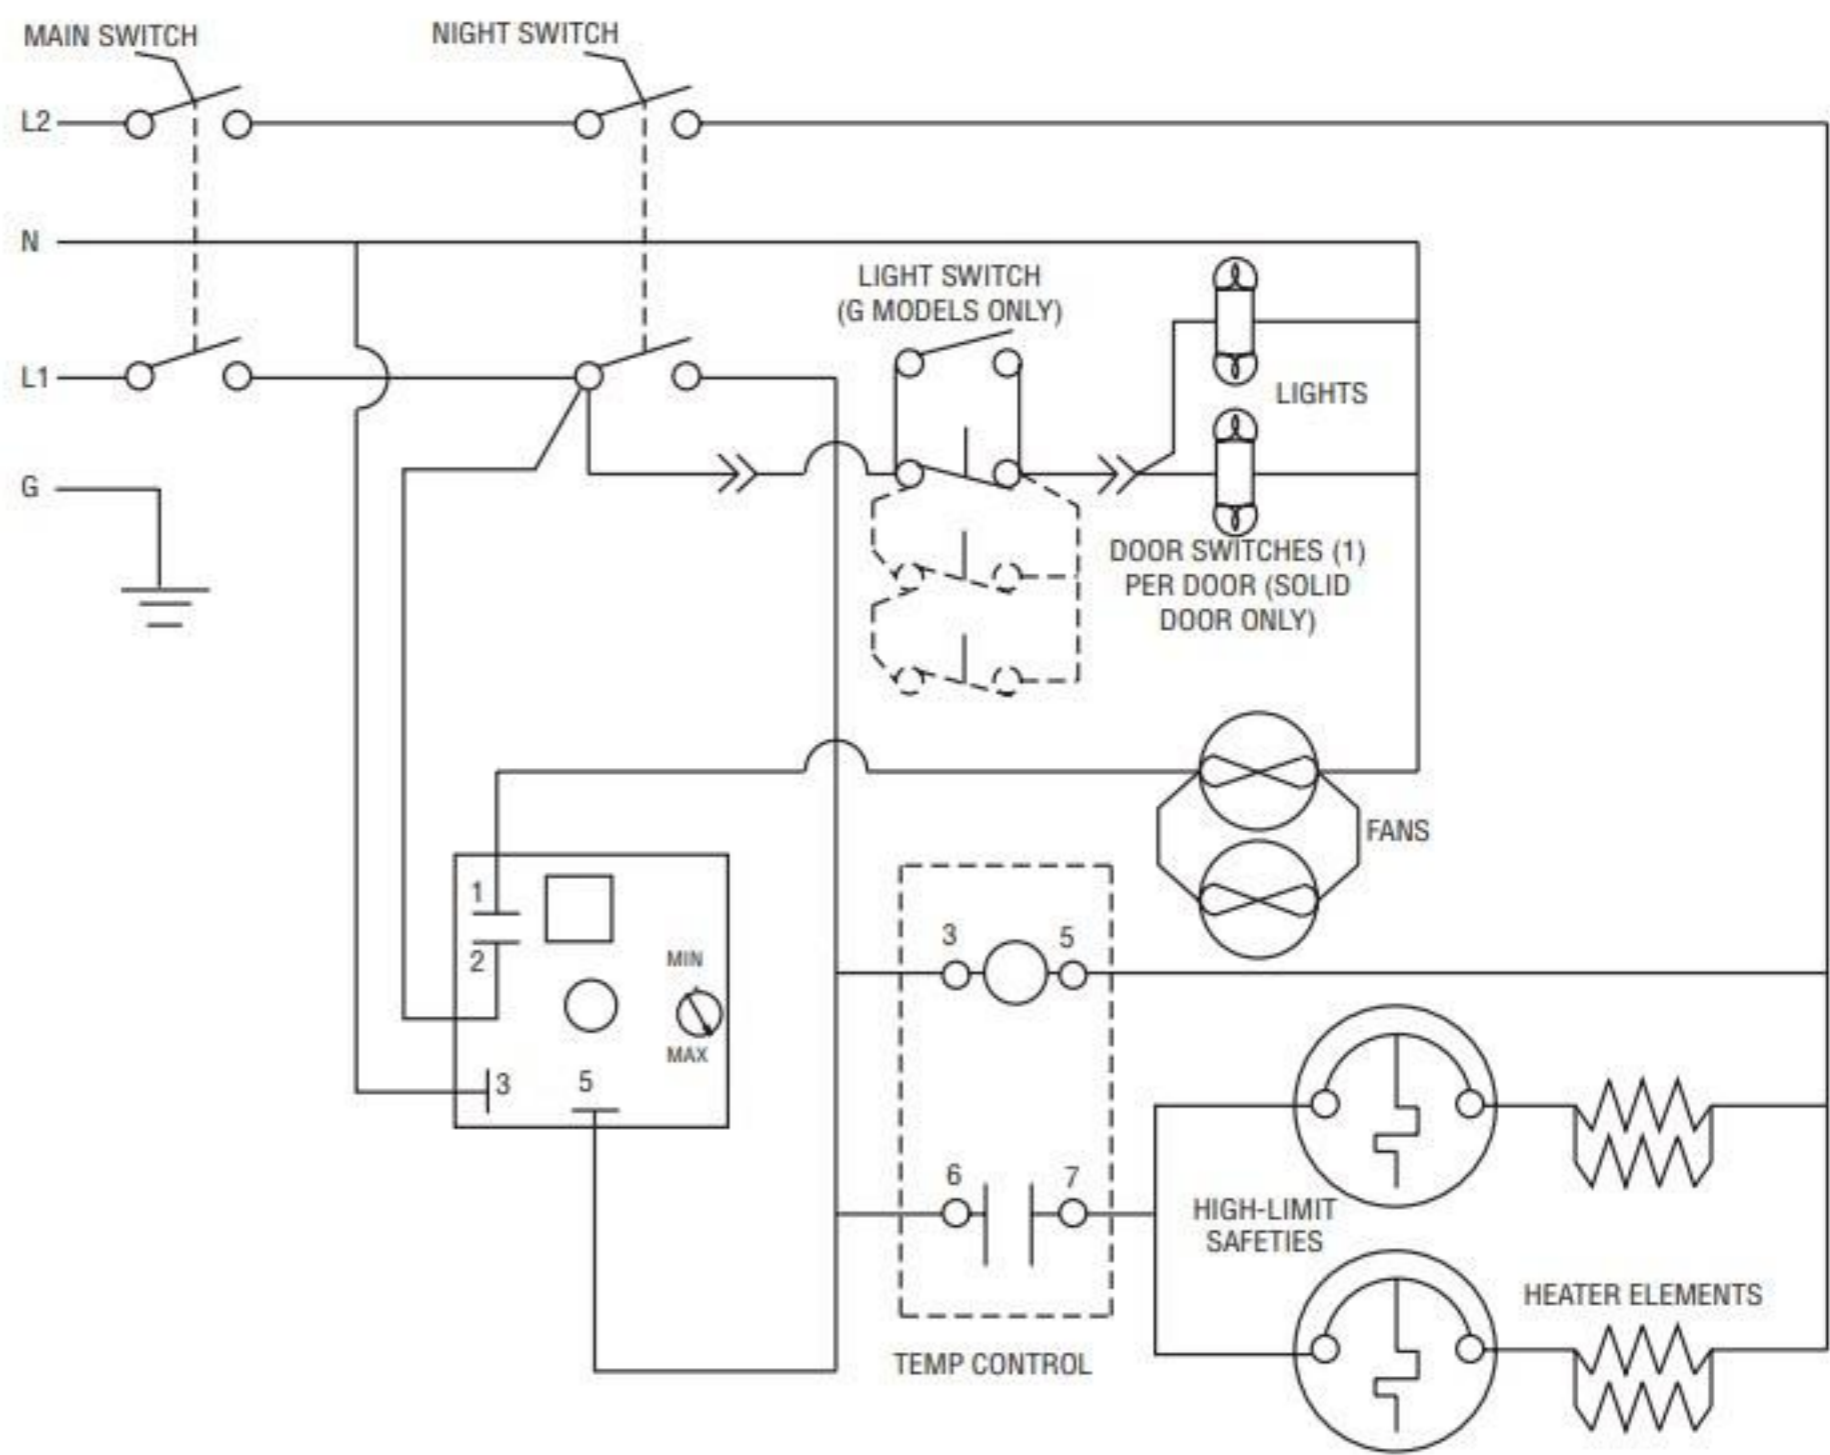 MAIN SWITCH
NIGHT SWITCH
L2
N
LIGHT SWITCH
(G MODELS ONLY)
L1
LIGHTS
G
DOOR SWITCHES (1)
PER DOOR (SOLID
DOOR ONLY)
FANS
1
2
MIN
MAX
3
5
3
5
6
7
HIGH-LIMIT
SAFETIES
HEATER ELEMENTS
TEMP CONTROL